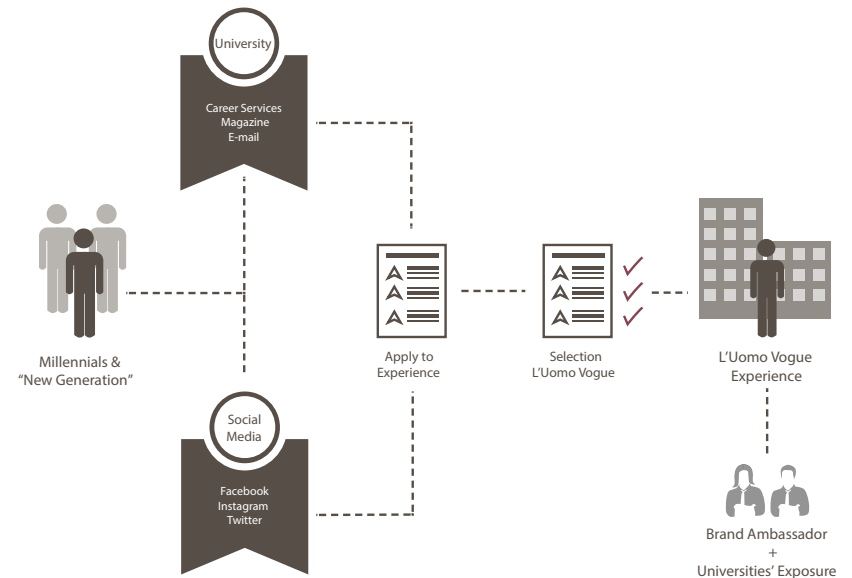 University
Career Services
Magazine
E-mail
Millennials &
“New Generation”
Social
Media
Facebook
Instagram
Twitter
Apply to
Experience
Selection
L’Uomo Vogue
L’Uomo Vogue
Experience
Brand Ambassador
+
Universities’ Exposure